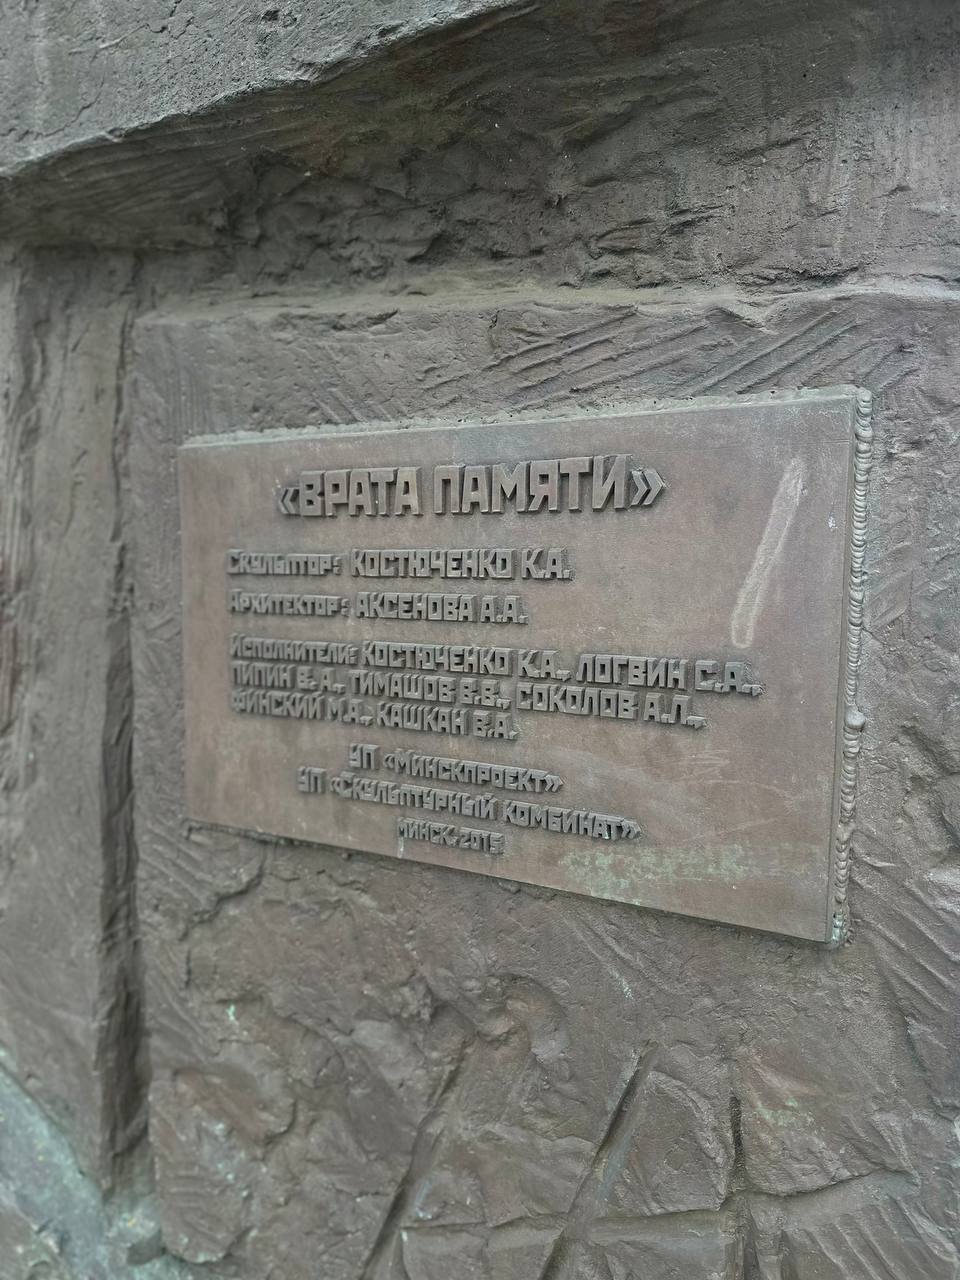 «ВРАТА ПАМЯТИ»
Скульптор: КОСТЮЧЕНКО К.А.
Архитектор: АКСЕНОВА А.А.
Исполнители: КОСТЮЧЕНКО К.А., ЛОГВИН С.А.,
ПИПИН В.А., ТИМАШОВ В.В., СОКОЛОВ А.Л.,
ФИНСКИЙ М.А., КАШКАН В.А.
УП «Минскпроект»
УП «Скульптурный комбинат»
МИНСК-2015